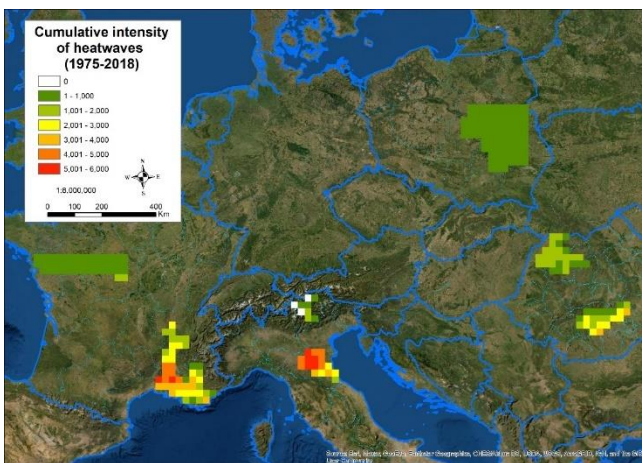 Cumulative intensity
of heatwaves
(1975-2018)
0
1 - 1,000
1,001 - 2,000
2,001 - 3,000
3,001 - 4,000
4,001 - 5,000
5,001 - 6,000
N
W E
S
1:8.000,000
0 100 200 400
Km